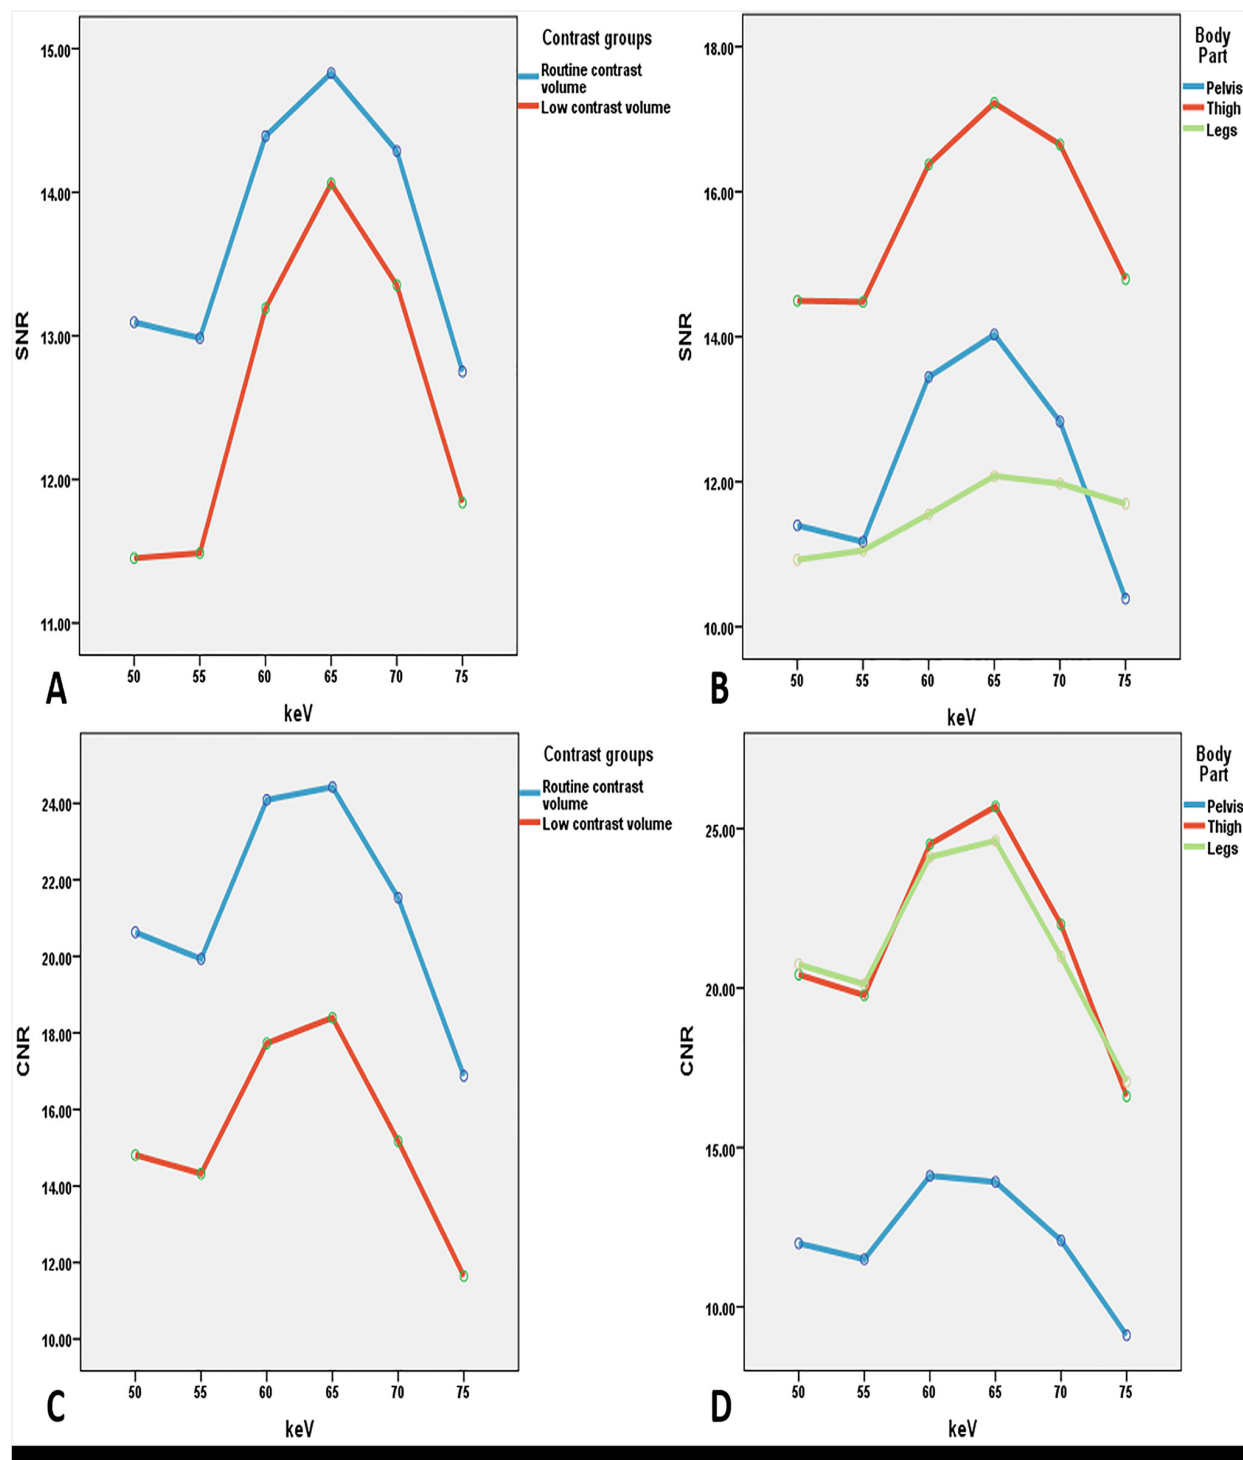 Contrast groups
Routine contrast
volume
Low contrast volume
15.00
14.00
13.00
12.00
11.00
SNR
50 55 60 65 70 75
keV
A
Body
Part
Pelvis
Thigh
Legs
18.00
16.00
14.00
12.00
10.00
SNR
50 55 60 65 70 75
keV
B
Contrast groups
Routine contrast
volume
Low contrast volume
24.00
22.00
20.00
18.00
16.00
14.00
12.00
10.00
CNR
50 55 60 65 70 75
keV
C
Body
Part
Pelvis
Thigh
Legs
25.00
20.00
15.00
10.00
CNR
50 55 60 65 70 75
keV
D